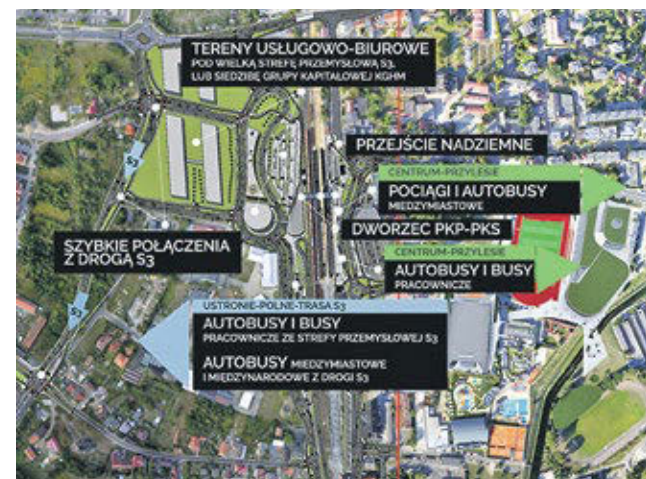 TERENY USŁUGOWO-BIUROWE
POD WIELKĄ STREFĘ PRZEMYSŁOWĄ S3,
LUB SIEDZIBĘ GRUPY KAPITAŁOWEJ KGHM
PRZEJŚCIE NADZIEMNE
S3
CENTRUM-PRZYLESIE
POCIĄGI I AUTOBUSY
MIĘDZYMIASTOWE
DWORZEC PKP-PKS
SZYBKIE POŁĄCZENIA
Z DROGĄ S3
CENTRUM-PRZYLESIE
AUTOBUSY I BUSY
PRACOWNICZE
S3
USTRONIE-POLNE-TRASA S3
AUTOBUSY I BUSY
PRACOWNICZE ZE STREFY PRZEMYSŁOWEJ S3
AUTOBUSY MIĘDZYMIASTOWE
I MIĘDZYNARODOWE Z DROGI S3